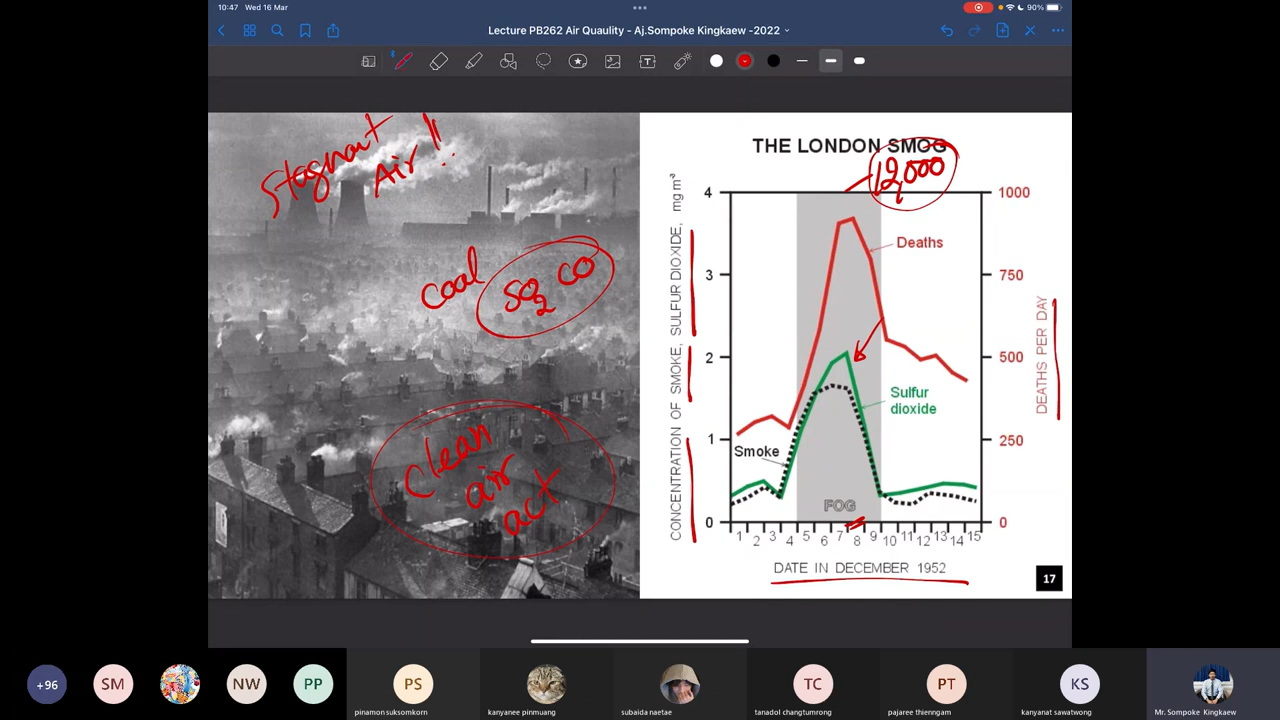 10:47 Wed 16 Mar
90%
Lecture PB262 Air Quaulity - Aj.Sompoke Kingkaew -2022
Stagnant
Air!!
Coal
SO2 CO
Clean
air
act
THE LONDON SMOG
12,000
CONCENTRATION OF SMOKE, SULFUR DIOXIDE, mg m³
4
3
2
1
0
1000
750
500
250
0
DEATHS PER DAY
Deaths
Sulfur
dioxide
Smoke
FOG
1 2 3 4 5 6 7 8 9 10 11 12 13 14 15
DATE IN DECEMBER 1952
17
+96
SM
NW
PP
PS
TC
PT
KS
pinamon suksomkorn
kanyanee pinmuang
subaida naetae
tanadol changtumrong
pajaree thienngam
kanyanat sawatwong
Mr. Sompoke Kingkaew